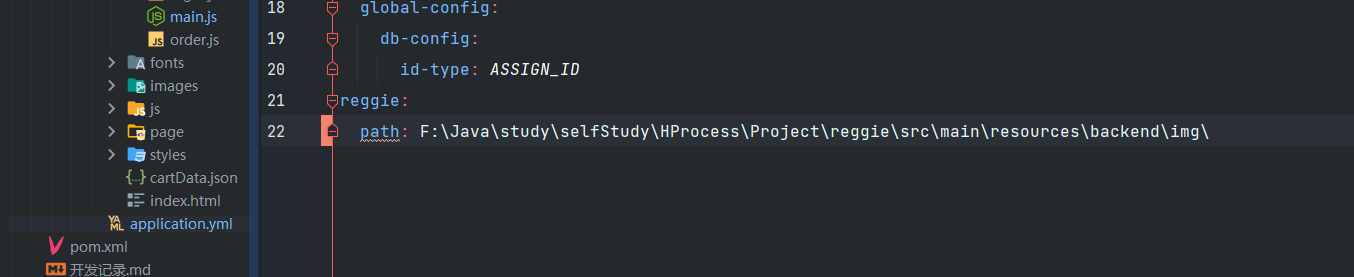 main.js
order.js
fonts
images
js
page
styles
cartData.json
index.html
application.yml
pom.xml
开发记录.md
18 global-config:
19 db-config:
20 id-type: ASSIGN_ID
21 reggie:
22 path: F:\Java\study\selfStudy\HProcess\Project\reggie\src\main\resources\backend\img\